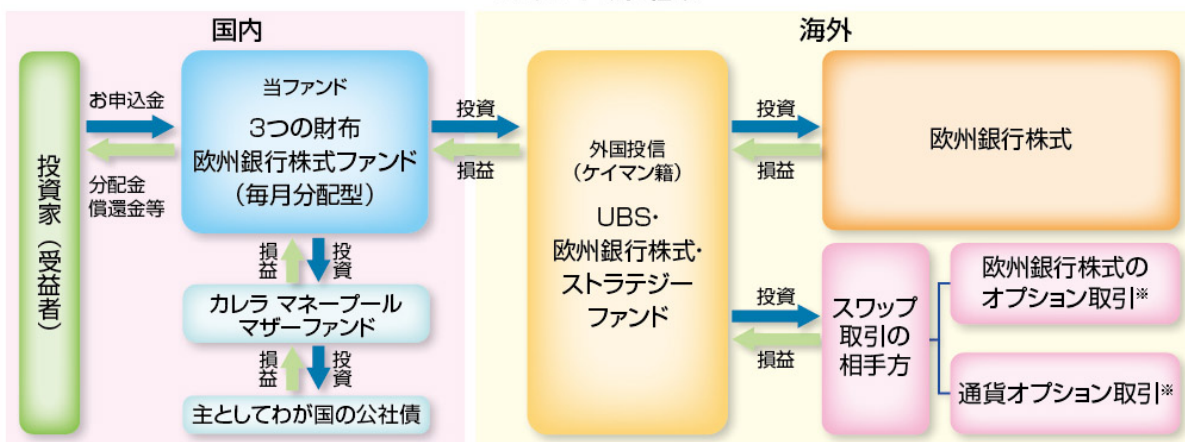 国内
海外
投資家（受益者）
お申込金
分配金
償還金等
当ファンド
3つの財布
欧州銀行株式ファンド
（毎月分配型）
損益
投資
カレラ マネープール
マザーファンド
損益
投資
主としてわが国の公社債
投資
損益
外国投信
（ケイマン籍）
UBS・
欧州銀行株式・
ストラテジー
ファンド
投資
損益
欧州銀行株式
投資
損益
スワップ
取引の
相手方
欧州銀行株式の
オプション取引※
通貨オプション取引※